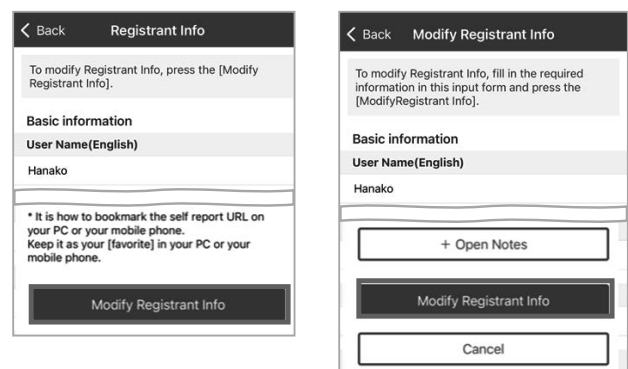 Back Registrant Info
To modify Registrant Info, press the [Modify
Registrant Info].
Basic information
User Name(English)
Hanako
* It is how to bookmark the self report URL on
your PC or your mobile phone.
Keep it as your [favorite] in your PC or your
mobile phone.
Modify Registrant Info
Back Modify Registrant Info
To modify Registrant Info, fill in the required
information in this input form and press the
[ModifyRegistrant Info].
Basic information
User Name(English)
Hanako
+ Open Notes
Modify Registrant Info
Cancel